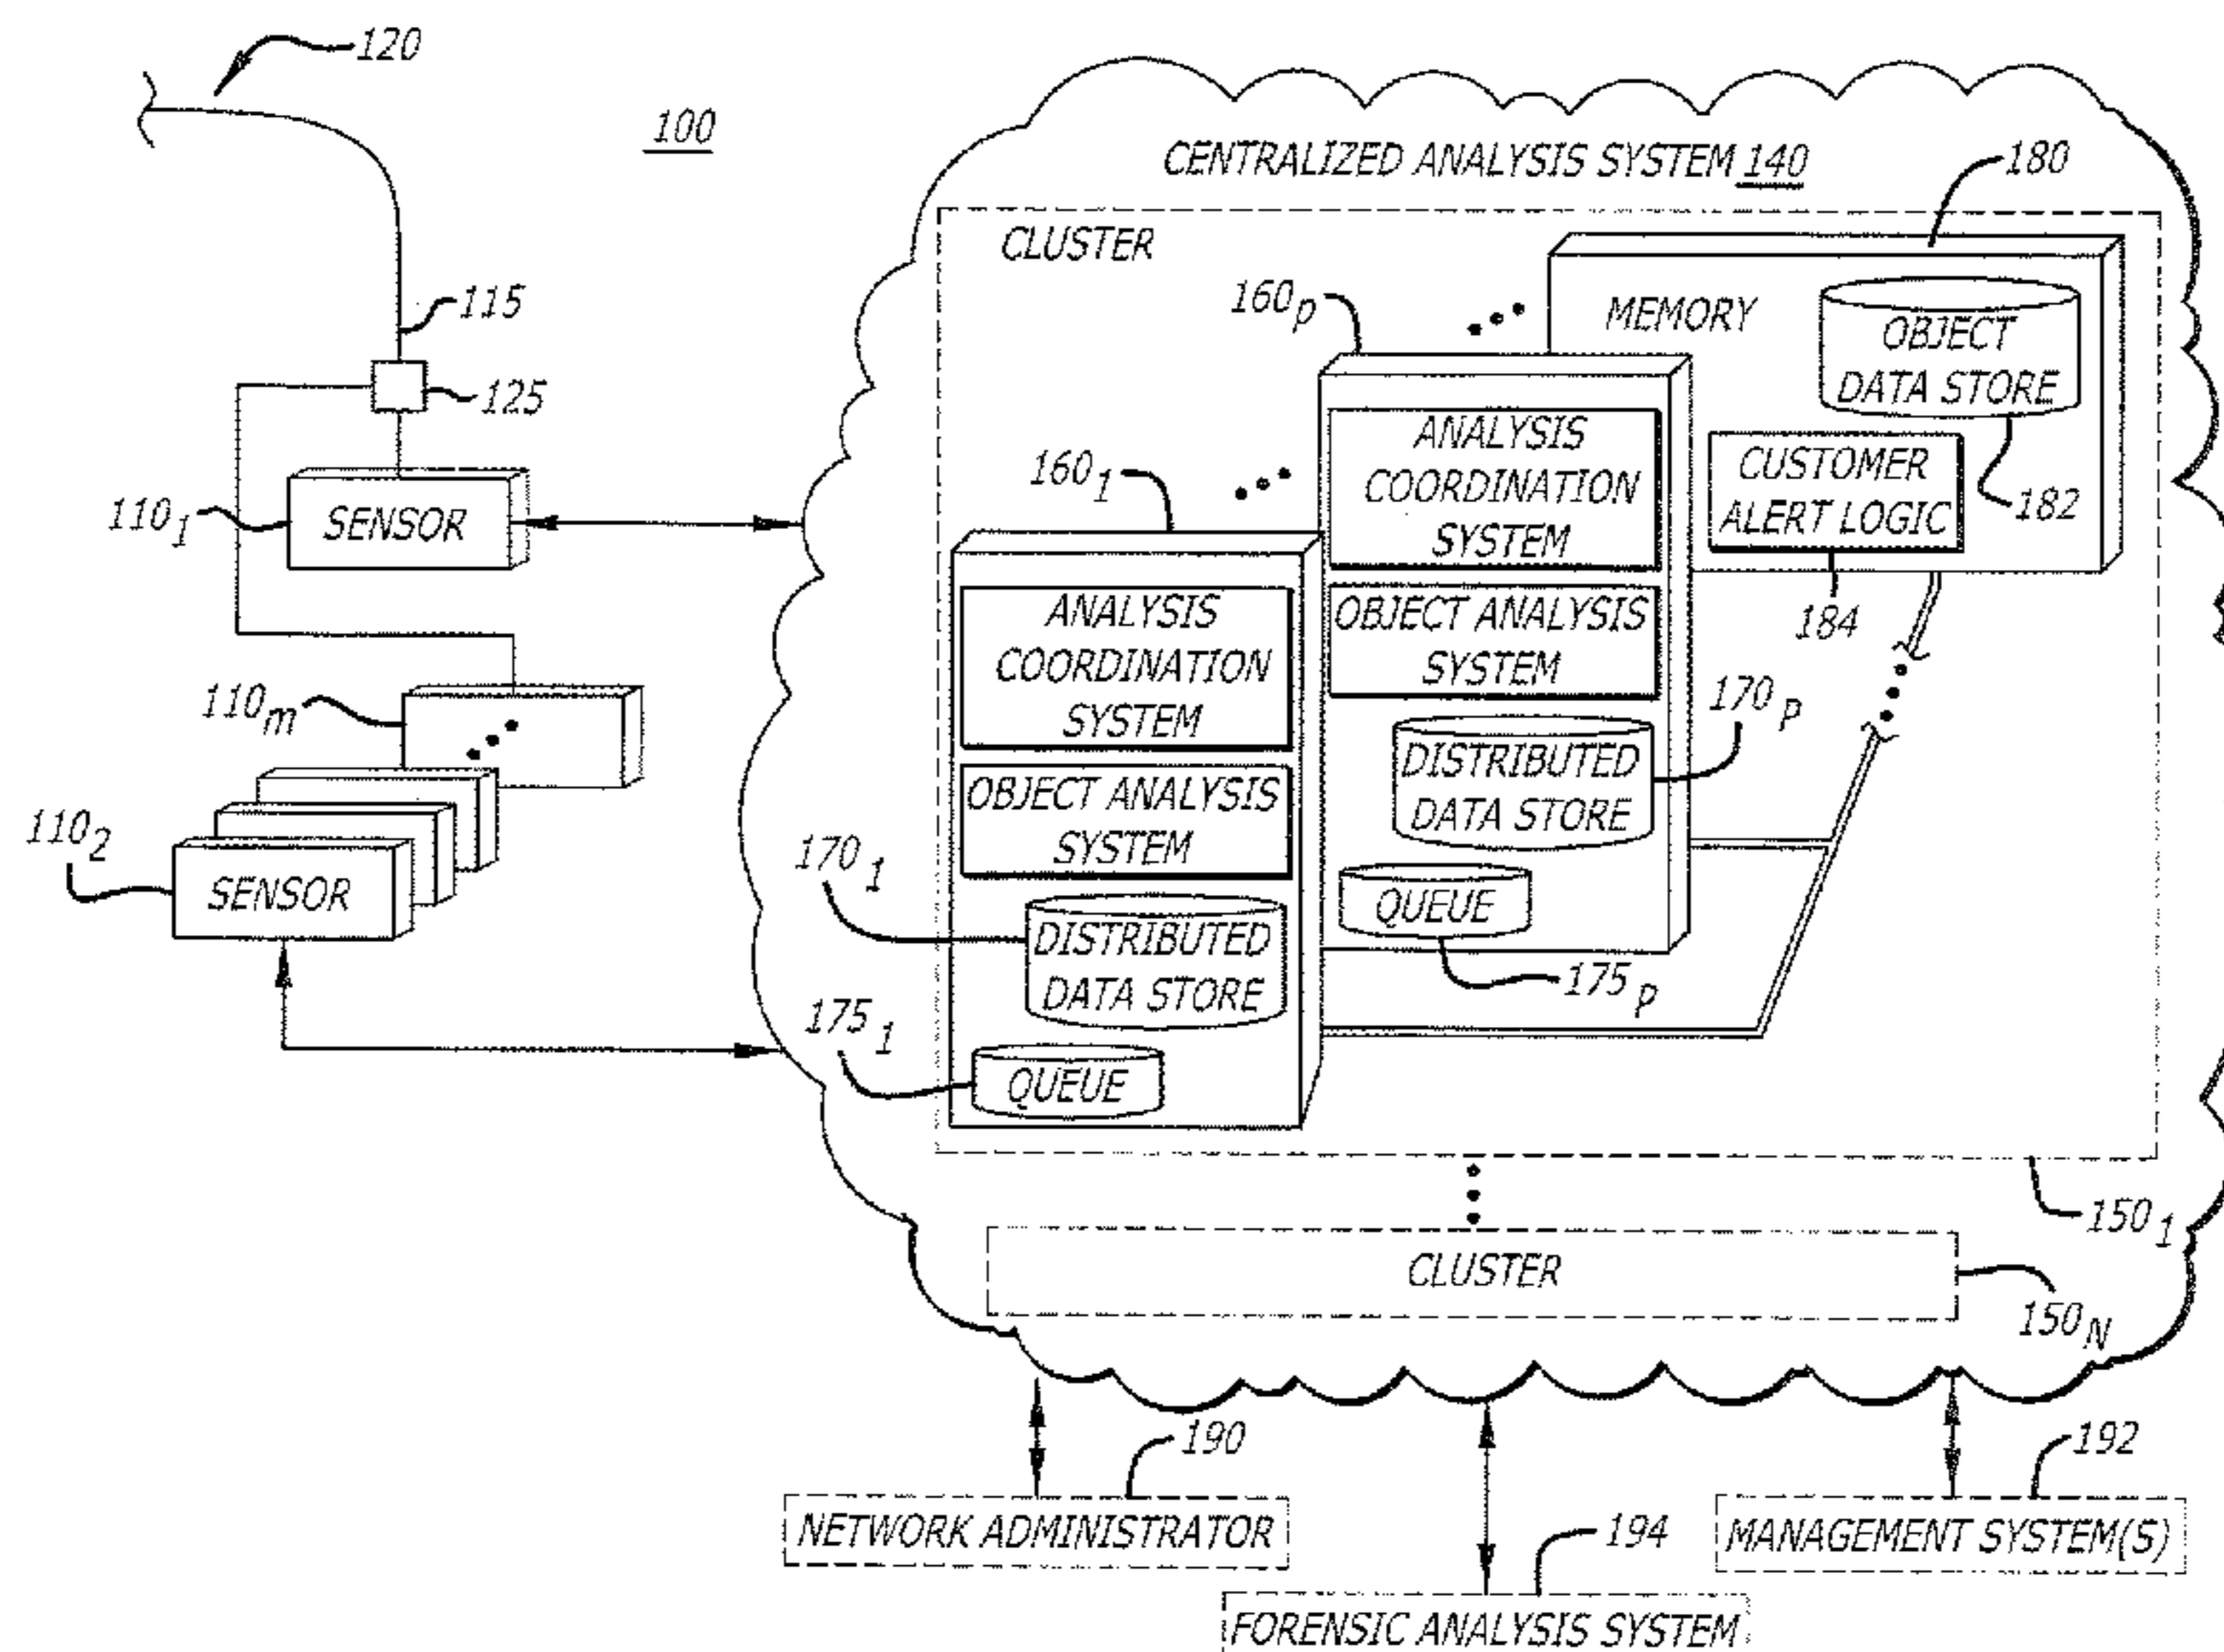 120
100
CENTRALIZED ANALYSIS SYSTEM 140
180
CLUSTER
160P
MEMORY
OBJECT
DATA STORE
115
125
ANALYSIS
COORDINATION
SYSTEM
CUSTOMER
ALERT LOGIC
182
184
1601
1101
SENSOR
ANALYSIS
COORDINATION
SYSTEM
OBJECT ANALYSIS
SYSTEM
110m
170P
DISTRIBUTED
DATA STORE
OBJECT ANALYSIS
SYSTEM
1102
SENSOR
1701
QUEUE
DISTRIBUTED
DATA STORE
175P
1751
QUEUE
1501
CLUSTER
150N
190
192
NETWORK ADMINISTRATOR
194
MANAGEMENT SYSTEM(S)
FORENSIC ANALYSIS SYSTEM